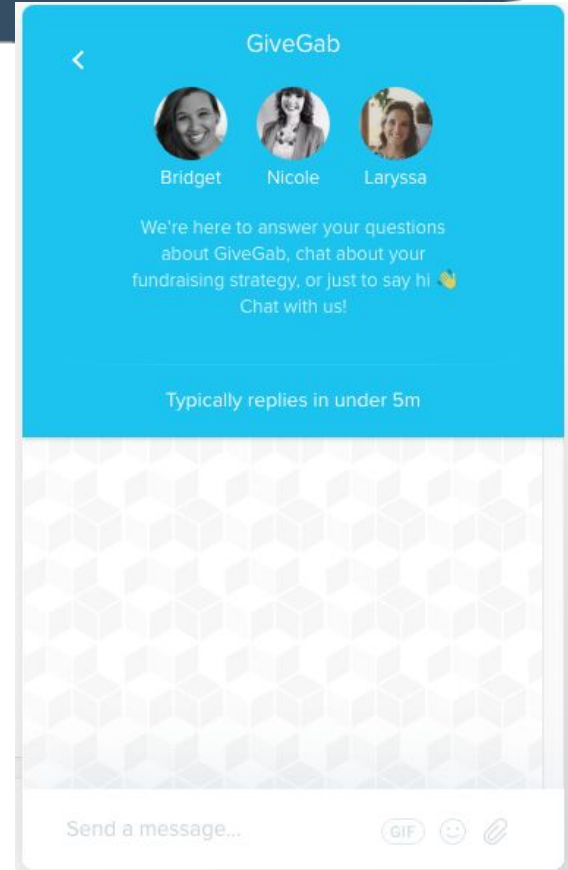 GiveGab
Bridget Nicole Laryssa
We're here to answer your questions
about GiveGab, chat about your
fundraising strategy, or just to say hi 👋
Chat with us!
Typically replies in under 5m
Send a message...
GIF